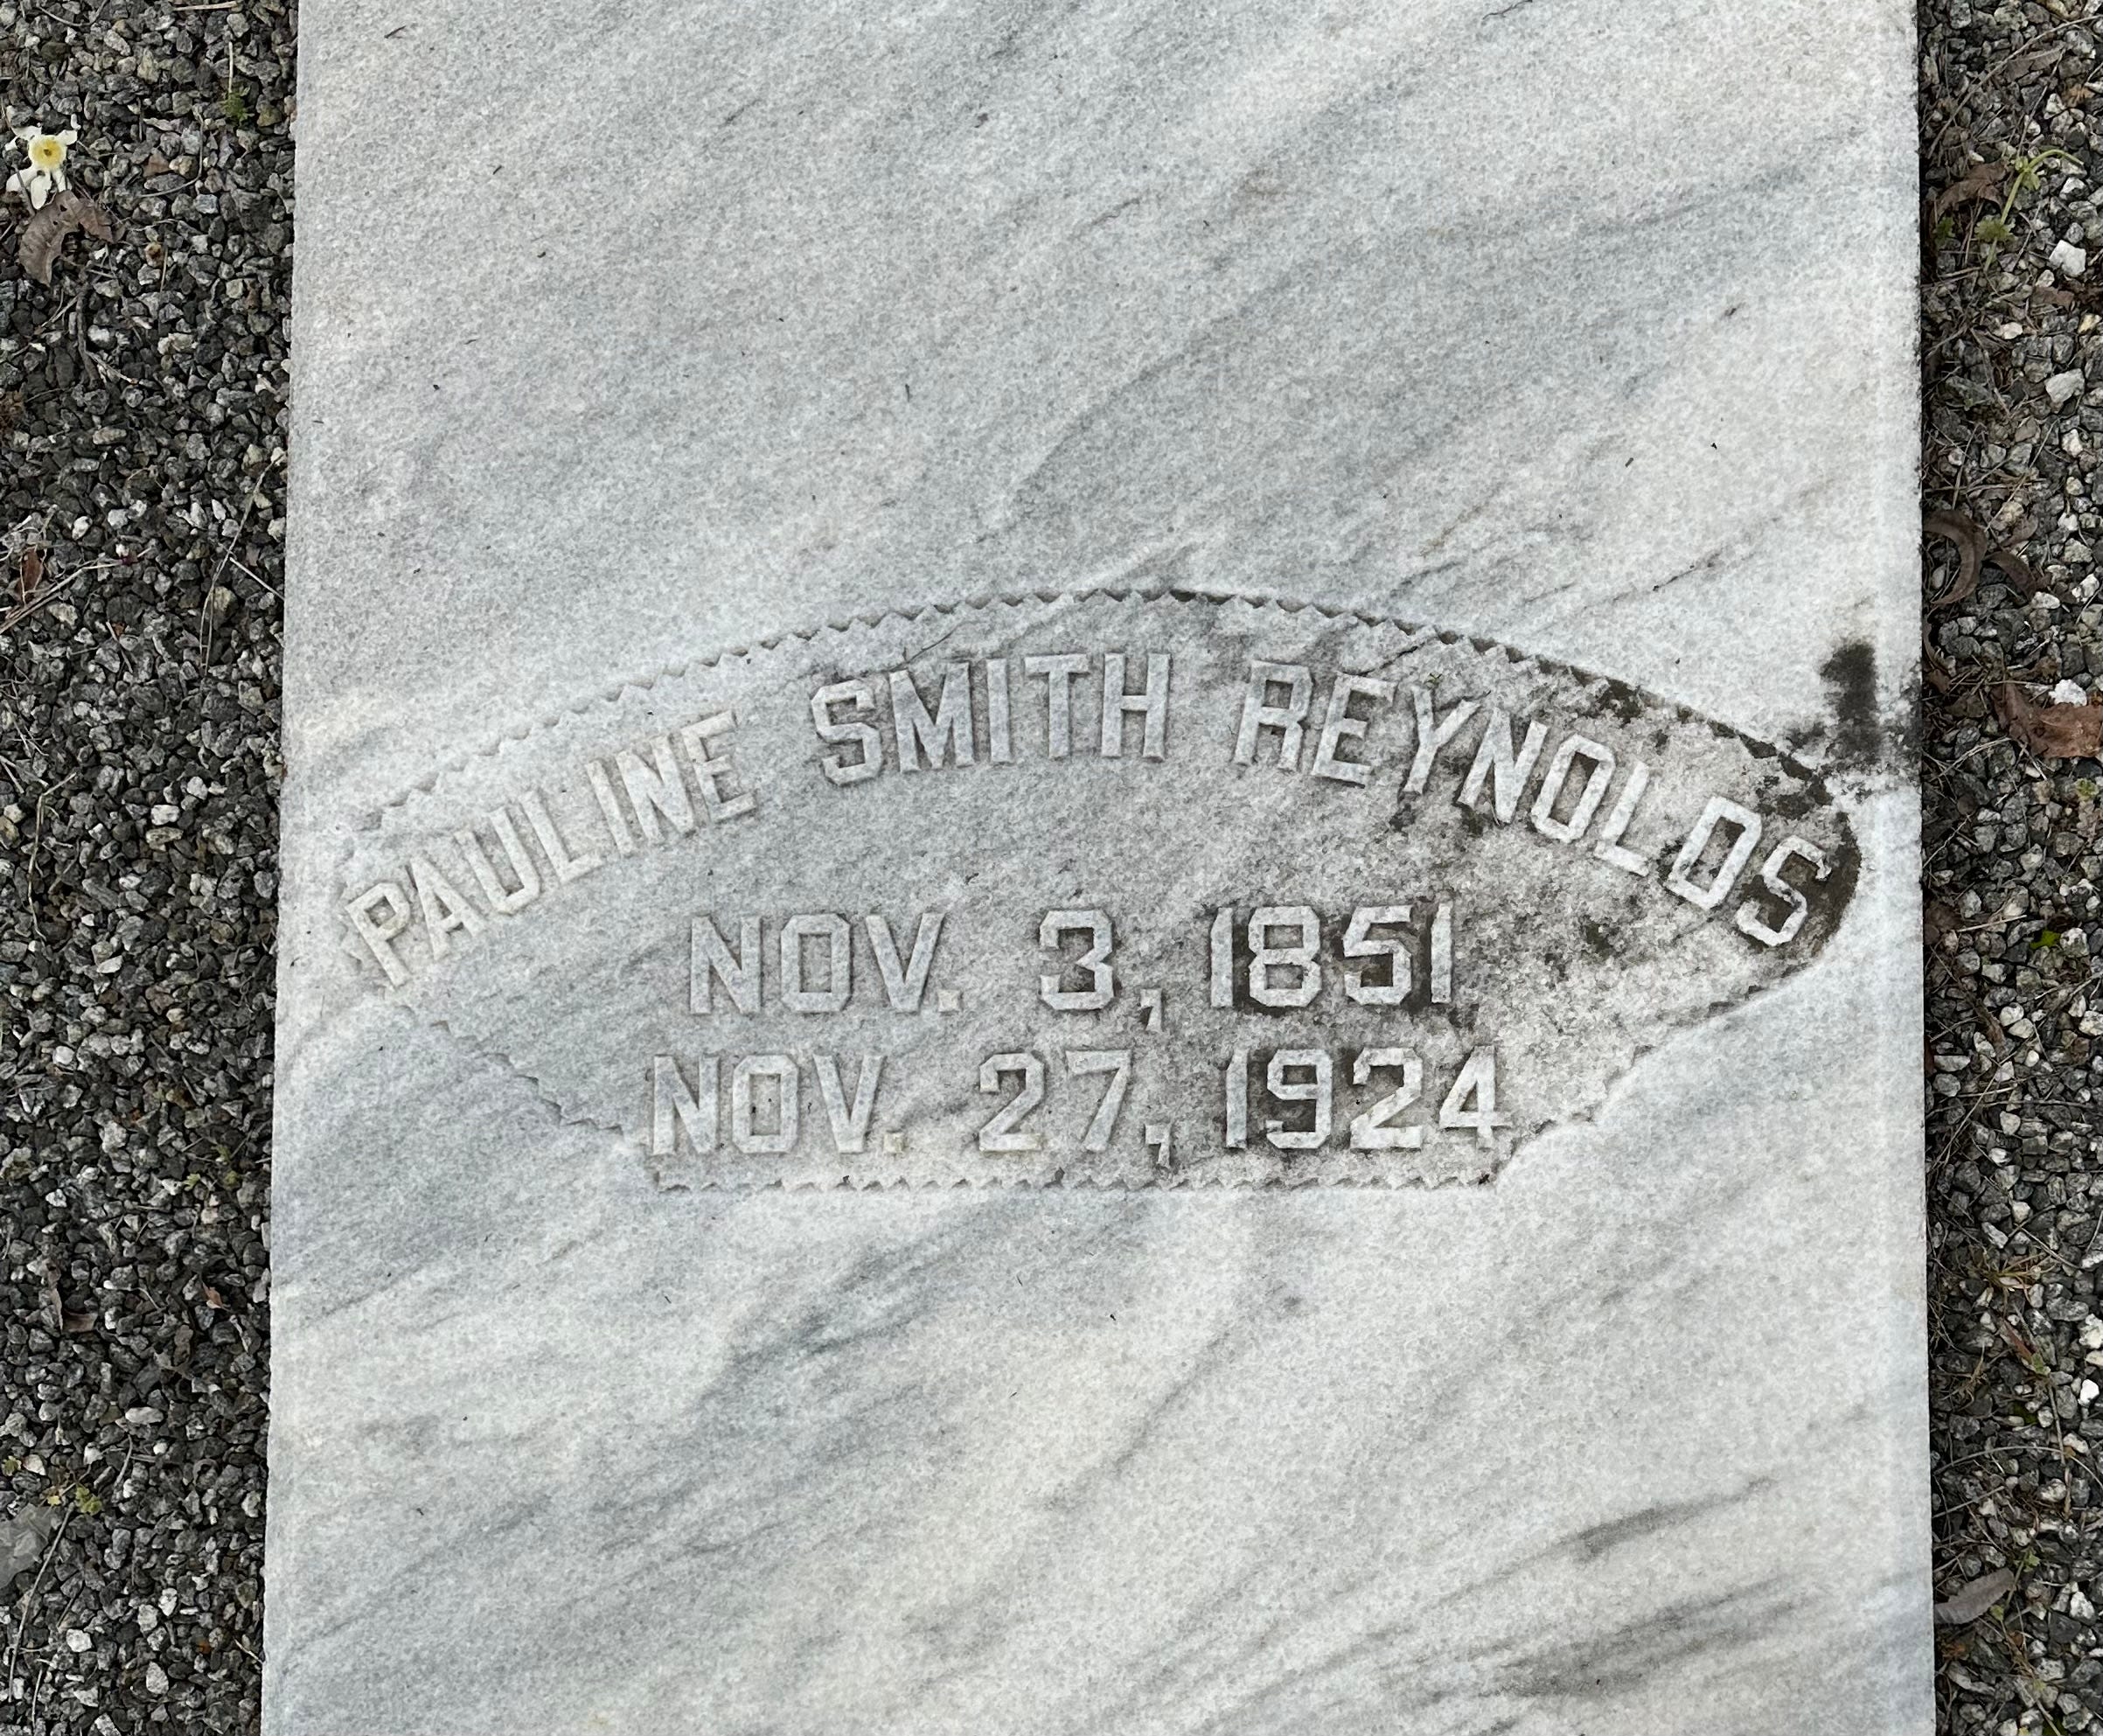 PAULINE SMITH REYNOLDS
NOV. 3, 1851
NOV. 27, 1924